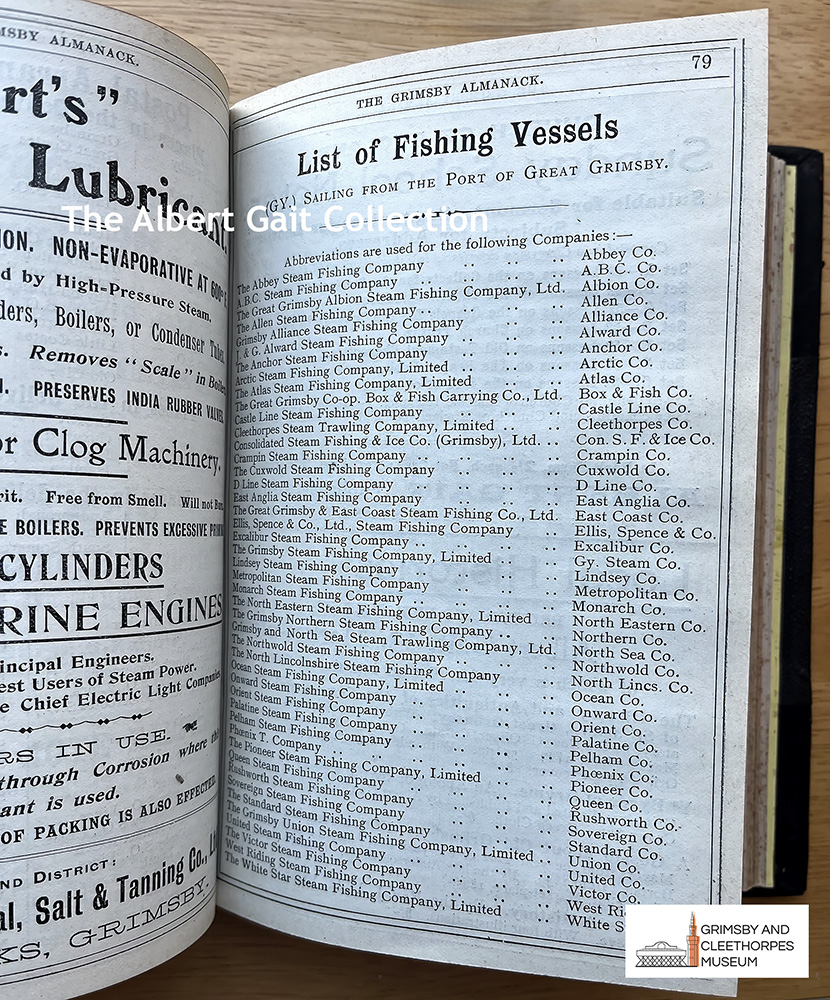 MSBY ALMANACK.
rt's"
Lubricant,
ION. NON-EVAPORATIVE AT 600° F
d by High-Pressure Steam,
ders, Boilers, or Condenser Tubes
s. Removes "Scale" in Boilers
PRESERVES INDIA RUBBER VALVES
or Clog Machinery.
rit. Free from Smell. Will not Burn
E BOILERS. PREVENTS EXCESSIVE PRIMIN
CYLINDERS
RINE ENGINES
incipal Engineers.
est Users of Steam Power.
e Chief Electric Light Companies
RS IN USE.
through Corrosion where this
ant is used.
OF PACKING IS ALSO EFFECTED.
ND DISTRICT:
al, Salt & Tanning Co., Lt
KS, GRIMSBY.
79
THE GRIMSBY ALMANACK.
List of Fishing Vessels
(GY.) SAILING FROM THE PORT OF GREAT GRIMSBY.
The Albert Gait Collection
Abbreviations are used for the following Companies:—
The Abbey Steam Fishing Company .. .. .. Abbey Co.
A.B.C. Steam Fishing Company .. .. .. A.B.C. Co.
The Great Grimsby Albion Steam Fishing Company, Ltd. Albion Co.
The Allen Steam Fishing Company .. .. .. Allen Co.
Grimsby Alliance Steam Fishing Company .. .. Alliance Co.
J. & G. Alward Steam Fishing Company .. .. Alward Co.
The Anchor Steam Fishing Company .. .. Anchor Co.
Arctic Steam Fishing Company, Limited .. .. Arctic Co.
The Atlas Steam Fishing Company, Limited .. .. Atlas Co.
The Great Grimsby Co-op. Box & Fish Carrying Co., Ltd. Box & Fish Co.
Castle Line Steam Fishing Company .. .. Castle Line Co.
Cleethorpes Steam Trawling Company, Limited .. .. Cleethorpes Co.
Consolidated Steam Fishing & Ice Co. (Grimsby), Ltd. .. Con. S. F. & Ice Co.
Crampin Steam Fishing Company .. .. .. Crampin Co.
The Cuxwold Steam Fishing Company .. .. Cuxwold Co.
D Line Steam Fishing Company .. .. .. D Line Co.
East Anglia Steam Fishing Company .. .. East Anglia Co.
The Great Grimsby & East Coast Steam Fishing Co., Ltd. East Coast Co.
Ellis, Spence & Co., Ltd., Steam Fishing Company .. Ellis, Spence & Co.
Excalibur Steam Fishing Company .. .. .. Excalibur Co.
The Grimsby Steam Fishing Company, Limited .. Gy. Steam Co.
Lindsey Steam Fishing Company .. .. .. Lindsey Co.
Metropolitan Steam Fishing Company .. .. Metropolitan Co.
Monarch Steam Fishing Company .. .. .. Monarch Co.
The North Eastern Steam Fishing Company, Limited .. North Eastern Co.
The Grimsby Northern Steam Fishing Company .. .. Northern Co.
Grimsby and North Sea Steam Trawling Company, Ltd. North Sea Co.
The Northwold Steam Fishing Company .. .. Northwold Co.
The North Lincolnshire Steam Fishing Company .. North Lincs. Co.
Ocean Steam Fishing Company, Limited .. .. Ocean Co.
Onward Steam Fishing Company .. .. .. Onward Co.
Orient Steam Fishing Company .. .. .. Orient Co.
Palatine Steam Fishing Company .. .. .. Palatine Co.
Pelham Steam Fishing Company .. .. .. Pelham Co.
Phœnix T. Company .. .. .. .. Phœnix Co.
The Pioneer Steam Fishing Company, Limited .. Pioneer Co.
Queen Steam Fishing Company .. .. .. Queen Co.
Rushworth Steam Fishing Company .. .. Rushworth Co.
Sovereign Steam Fishing Company .. .. Sovereign Co.
The Standard Steam Fishing Company .. .. Standard Co.
The Grimsby Union Steam Fishing Company, Limited .. Union Co.
United Steam Fishing Company .. .. .. United Co.
The Victor Steam Fishing Company .. .. Victor Co.
West Riding Steam Fishing Company .. .. West Ri
The White Star Steam Fishing Company, Limited .. White S
GRIMSBY AND
CLEETHORPES
MUSEUM